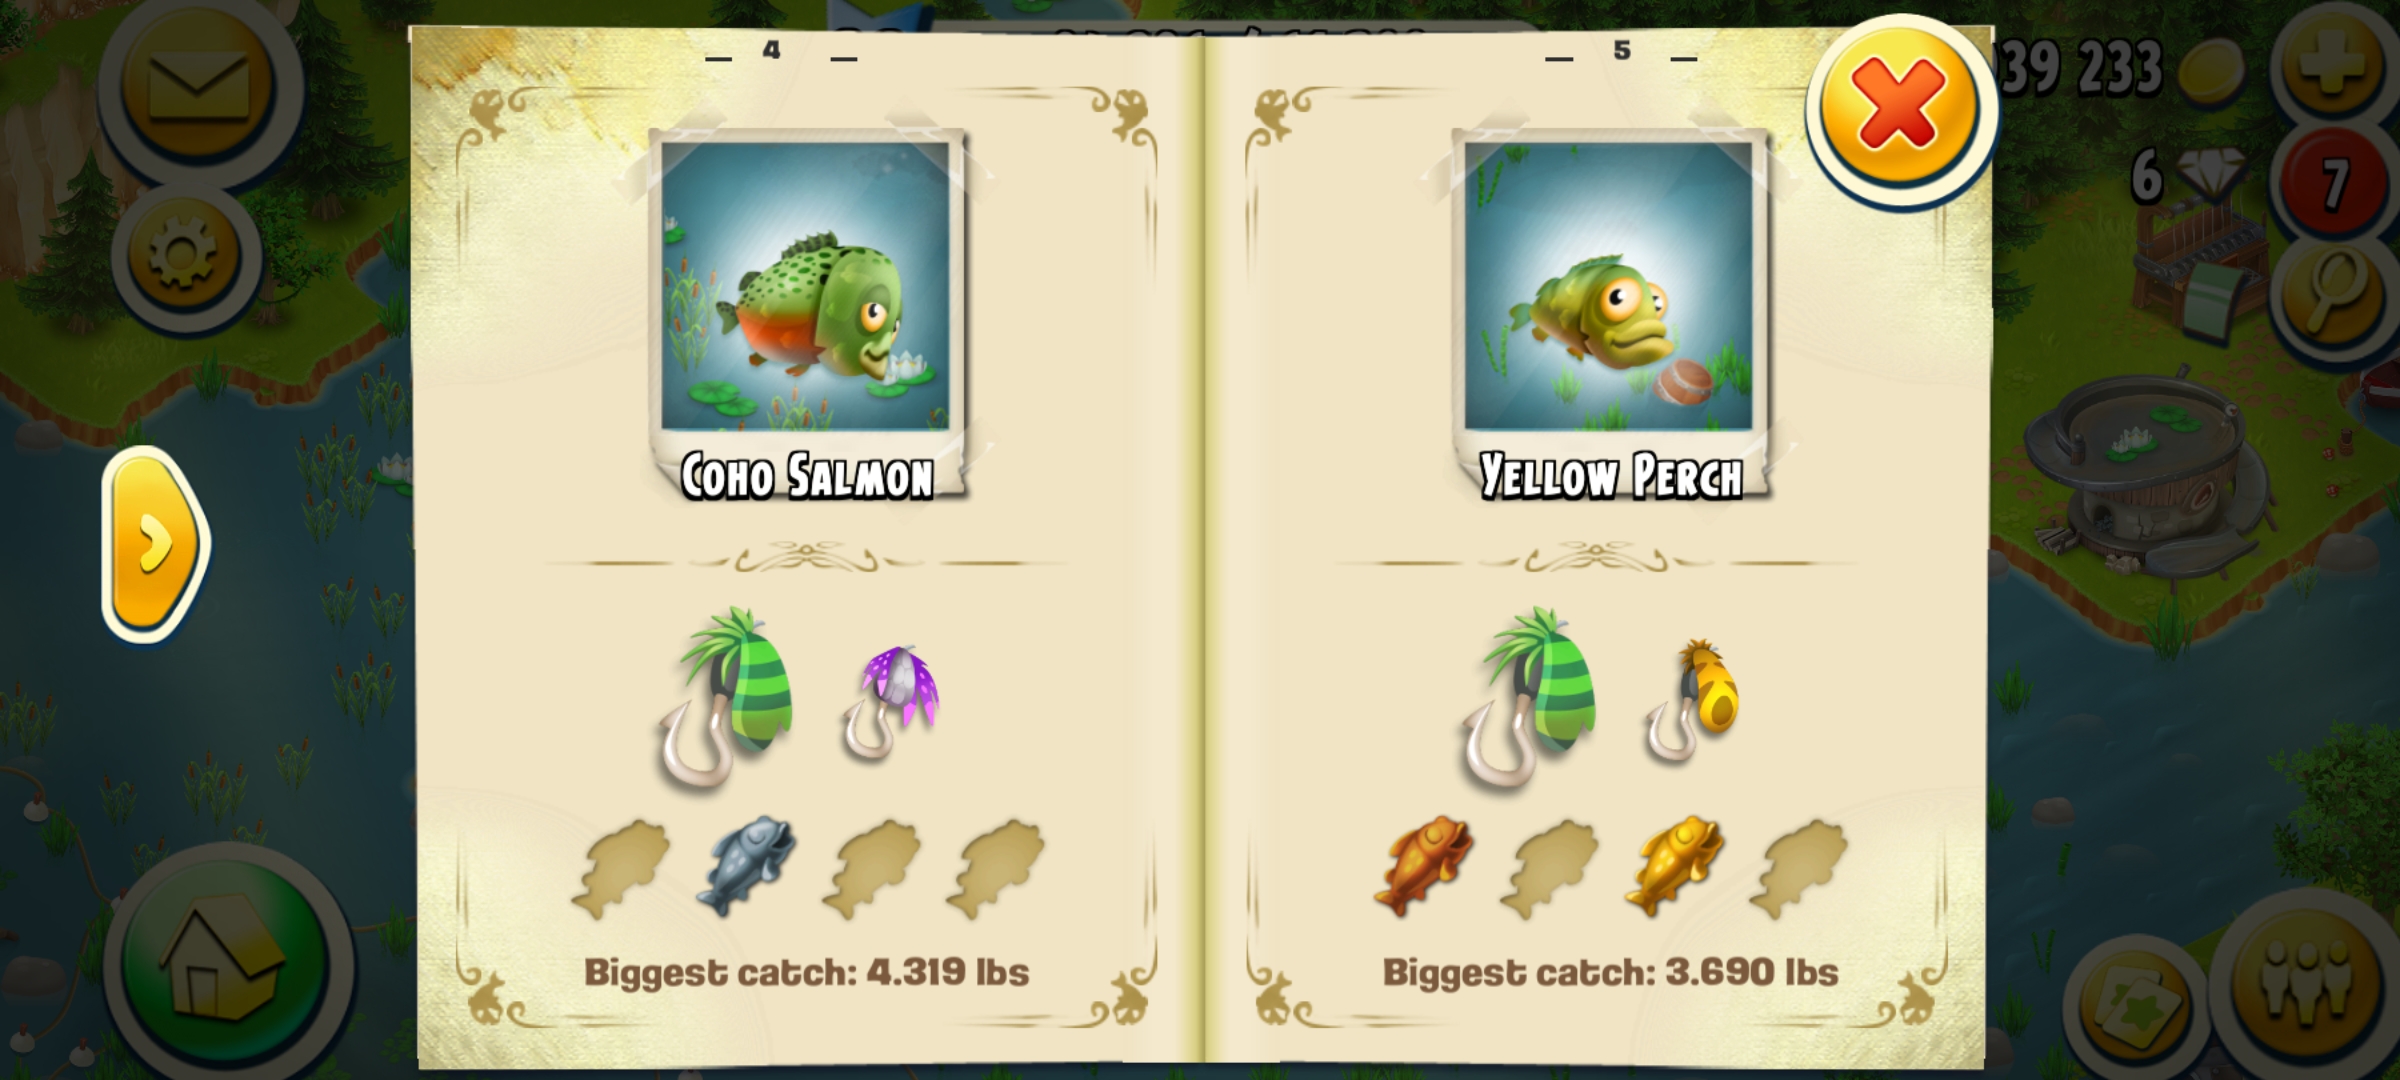 4
5
39 233
6
7
Coho Salmon
Yellow Perch
Biggest catch: 4.319 lbs
Biggest catch: 3.690 lbs